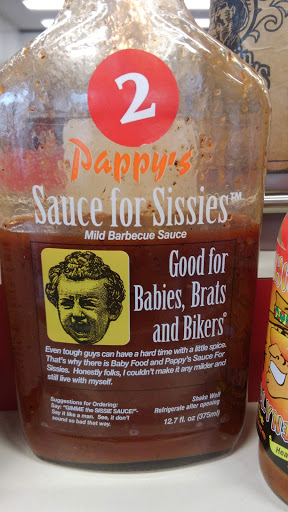 2
Pappy's
Sauce for Sissies™
Mild Barbecue Sauce
Good for
Babies, Brats
and Bikers®
Even tough guys can have a hard time with a little spice.
That's why there is Baby Food and Pappy's Sauce For
Sissies. Honestly folks, I couldn't make it any milder and
still live with myself.
Suggestions for Ordering:
Say: "GIMME the SISSIE SAUCE!"-
Say it like a man. See, it don't
sound so bad that way.
Shake Well
Refrigerate after opening
12.7 fl. oz (375ml)